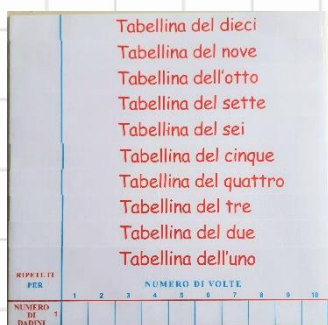 Tabellina del dieci
Tabellina del nove
Tabellina dell'otto
Tabellina del sette
Tabellina del sei
Tabellina del cinque
Tabellina del quattro
Tabellina del tre
Tabellina del due
Tabellina dell'uno
RIPETUTI
PER
NUMERO DI VOLTE
1 2 3 4 5 6 7 8 9 10
NUMERO
DI
DADINI
1